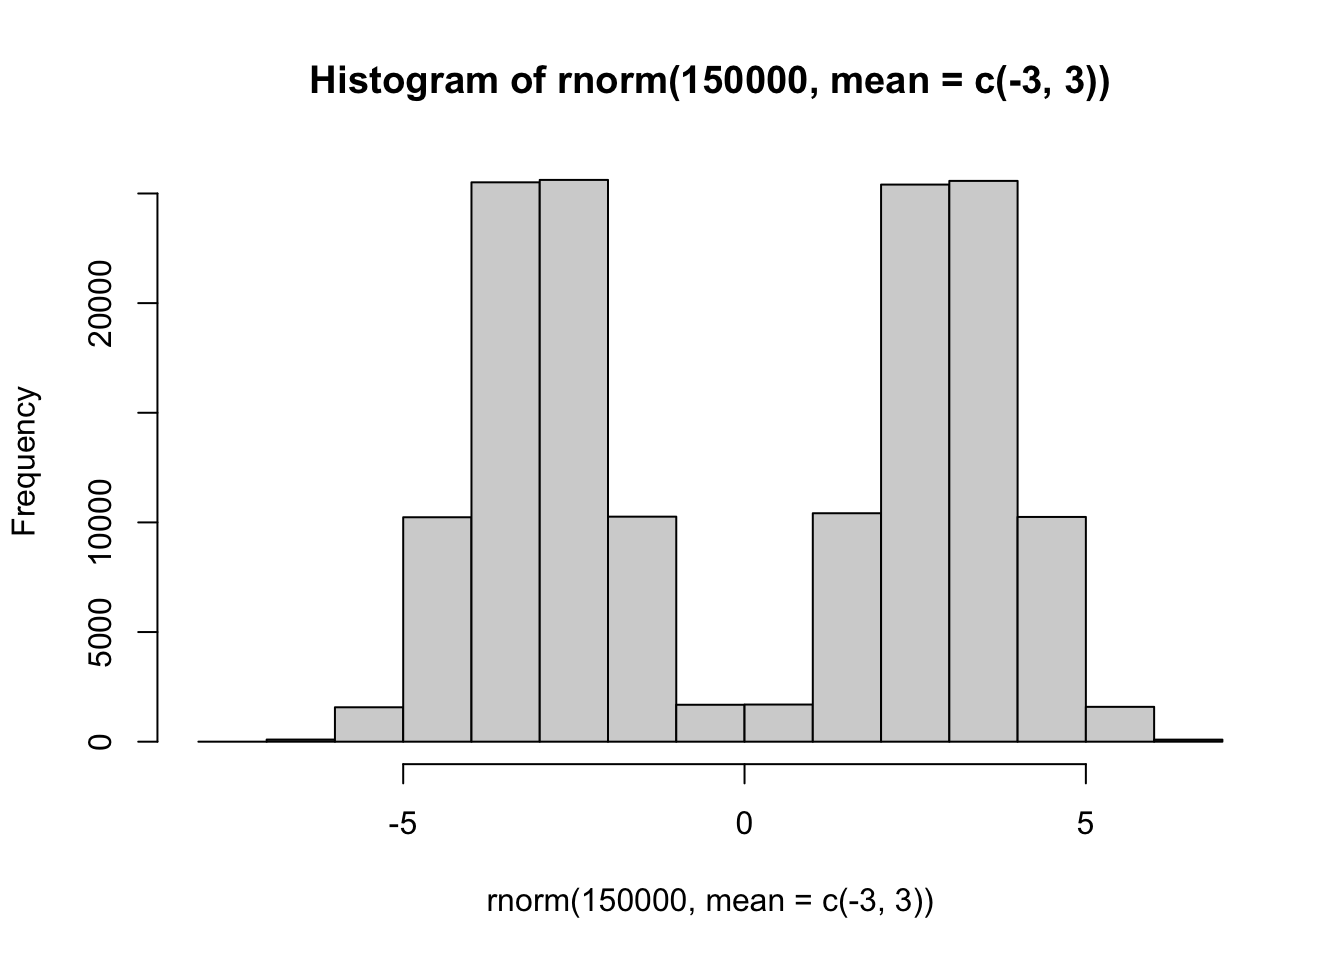 Histogram of rnorm(150000, mean = c(-3, 3))
Frequency
20000
10000
5000
0
-5
0
5
rnorm(150000, mean = c(-3, 3))